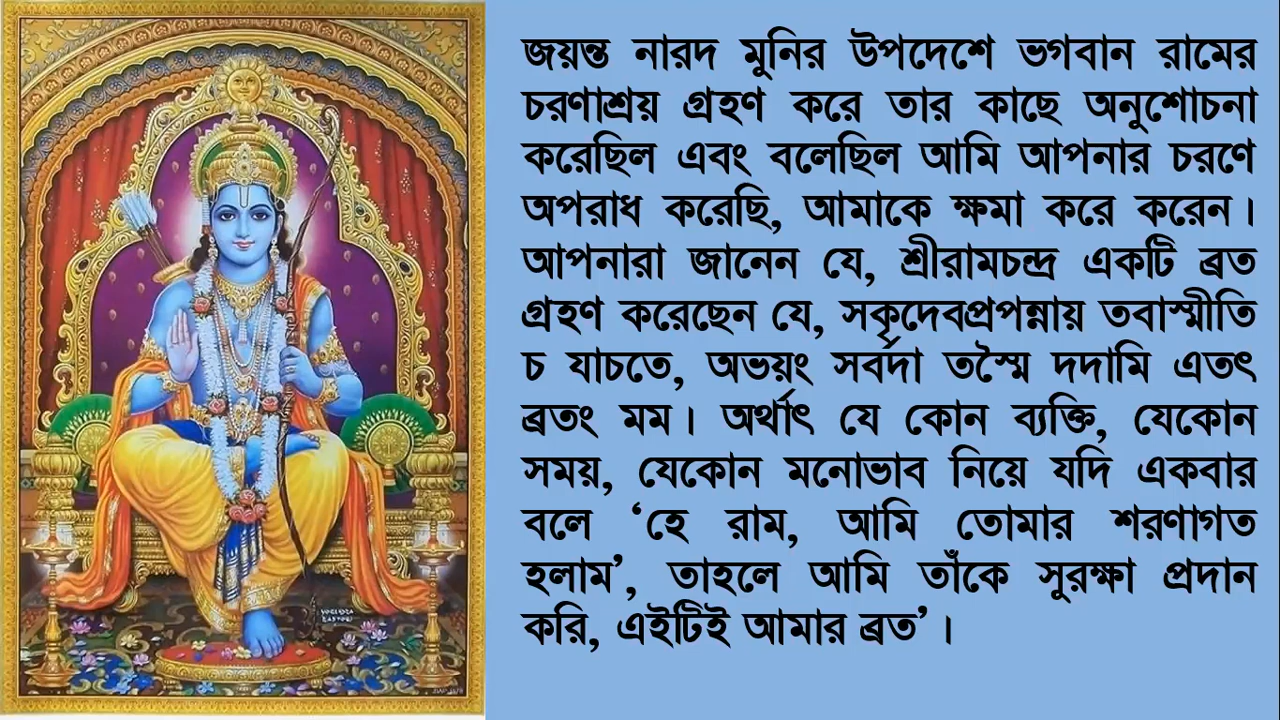 জয়ন্ত নারদ মুনির উপদেশে ভগবান রামের
চরণাশ্রয় গ্রহণ করে তার কাছে অনুশোচনা
করেছিল এবং বলেছিল আমি আপনার চরণে
অপরাধ করেছি, আমাকে ক্ষমা করে করেন।
আপনারা জানেন যে, শ্রীরামচন্দ্র একটি ব্রত
গ্রহণ করেছেন যে, সকৃদেবপ্রপন্নায় তবাস্মীতি
চ যাচতে, অভয়ং সর্বদা তস্মৈ দদামি এতৎ
ব্রতং মম। অর্থাৎ যে কোন ব্যক্তি, যেকোন
সময়, যেকোন মনোভাব নিয়ে যদি একবার
বলে ‘হে রাম, আমি তোমার শরণাগত
হলাম’, তাহলে আমি তাঁকে সুরক্ষা প্রদান
করি, এইটিই আমার ব্রত’।